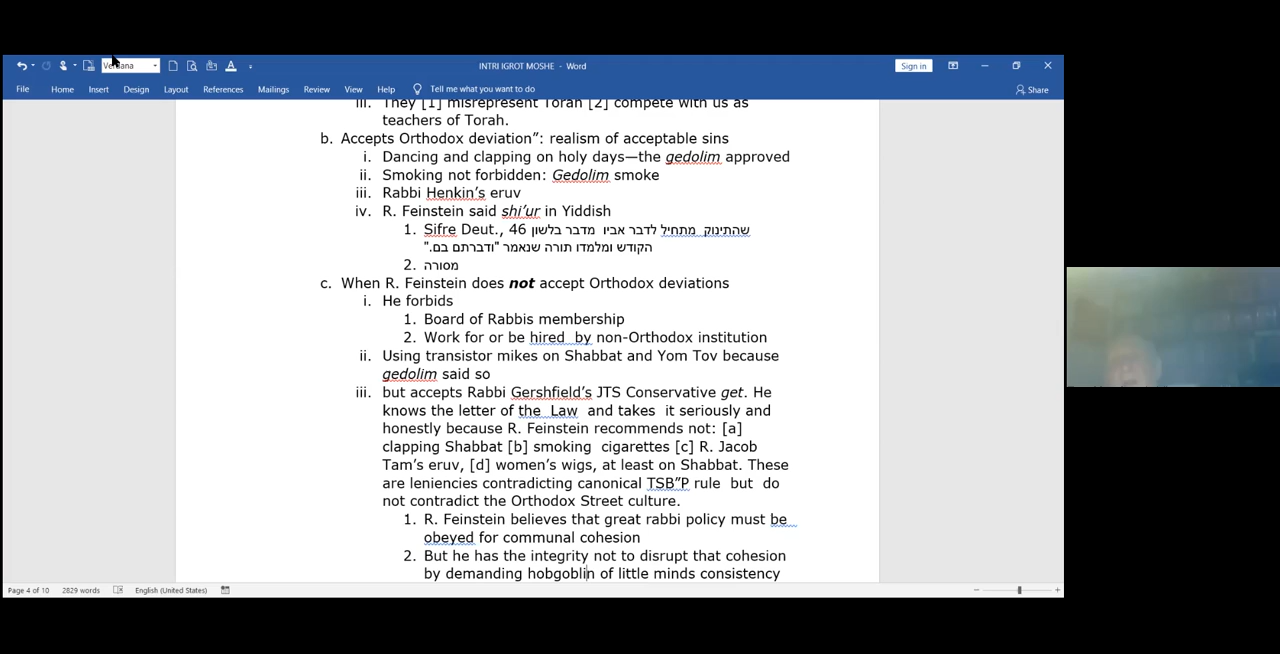 Verdana
INTRI IGROT MOSHE - Word
Sign in
File Home Insert Design Layout References Mailings Review View Help Tell me what you want to do
Share
iii. They [1] misrepresent Torah [2] compete with us as
teachers of Torah.
b. Accepts Orthodox deviation”: realism of acceptable sins
i. Dancing and clapping on holy days—the gedolim approved
ii. Smoking not forbidden: Gedolim smoke
iii. Rabbi Henkin’s eruv
iv. R. Feinstein said shi’ur in Yiddish
1. Sifre Deut., 46 שהתינוק מתחיל לדבר אביו מדבר בלשון
הקודש ומלמדו תורה שנאמר "ודברתם בם."
2. מסורה
c. When R. Feinstein does not accept Orthodox deviations
i. He forbids
1. Board of Rabbis membership
2. Work for or be hired by non-Orthodox institution
ii. Using transistor mikes on Shabbat and Yom Tov because
gedolim said so
iii. but accepts Rabbi Gershfield’s JTS Conservative get. He
knows the letter of the Law and takes it seriously and
honestly because R. Feinstein recommends not: [a]
clapping Shabbat [b] smoking cigarettes [c] R. Jacob
Tam’s eruv, [d] women’s wigs, at least on Shabbat. These
are leniencies contradicting canonical TSB”P rule but do
not contradict the Orthodox Street culture.
1. R. Feinstein believes that great rabbi policy must be
obeyed for communal cohesion
2. But he has the integrity not to disrupt that cohesion
by demanding hobgoblin of little minds consistency
Page 4 of 10 2829 words English (United States)